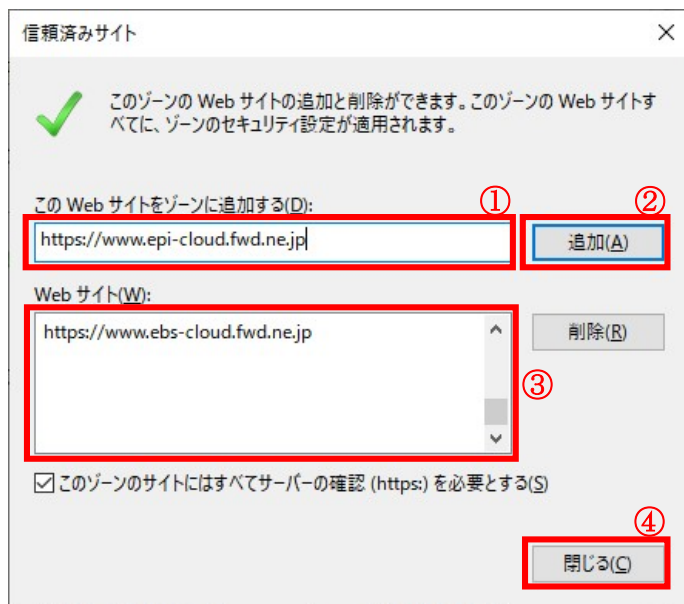 信頼済みサイト
このゾーンの Web サイトの追加と削除ができます。このゾーンの Web サイトす
べてに、ゾーンのセキュリティ設定が適用されます。
この Web サイトをゾーンに追加する(D):
①
②
https://www.epi-cloud.fwd.ne.jp
追加(A)
Web サイト(W):
https://www.ebs-cloud.fwd.ne.jp
削除(R)
③
このゾーンのサイトにはすべてサーバーの確認 (https:) を必要とする(S)
④
閉じる(C)